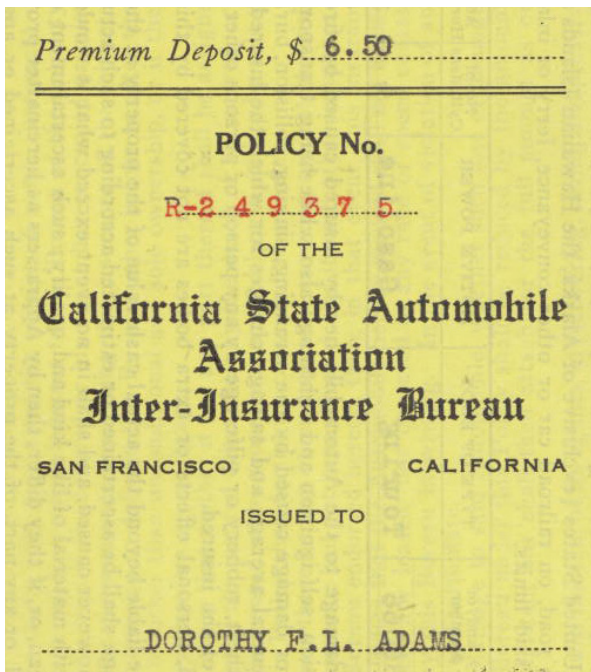 Premium Deposit, $ 6.50
POLICY No.
R-249375
OF THE
California State Automobile
Association
Inter-Insurance Bureau
SAN FRANCISCO CALIFORNIA
ISSUED TO
DOROTHY F.L. ADAMS